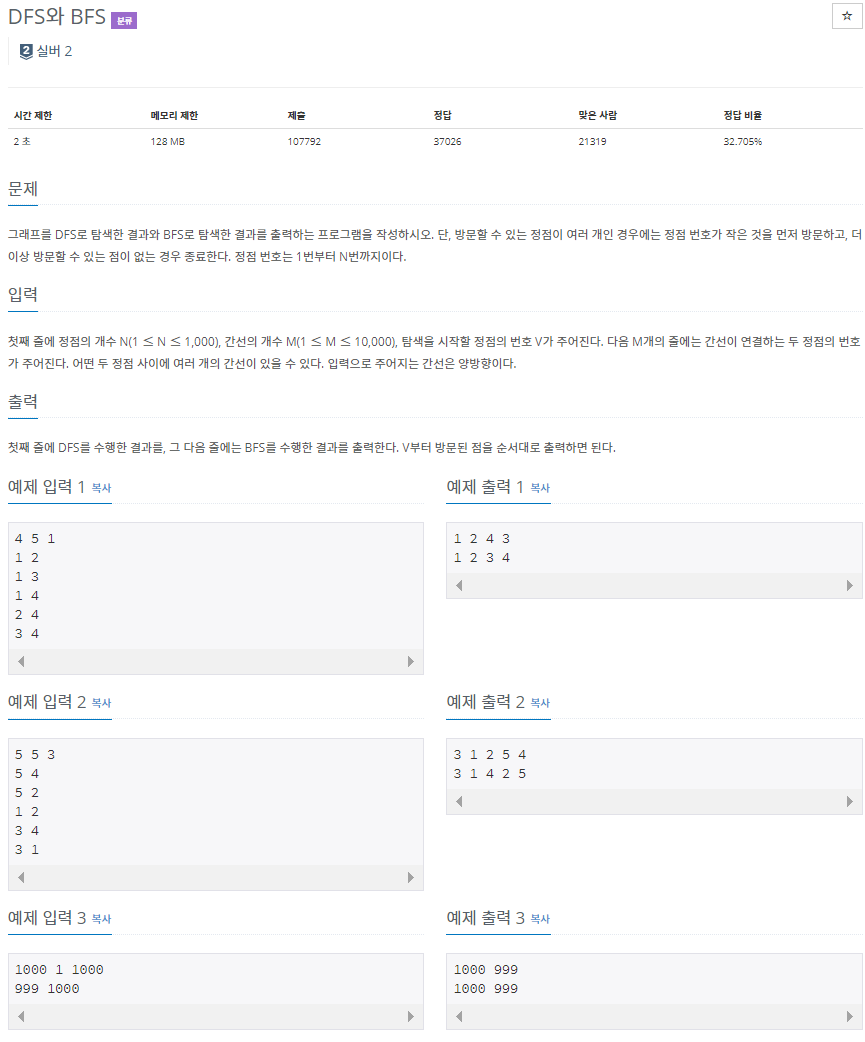 DFS와 BFS 분류
2 실버 2
시간 제한 메모리 제한 제출 정답 맞은 사람 정답 비율
2 초 128 MB 107792 37026 21319 32.705%
문제
그래프를 DFS로 탐색한 결과와 BFS로 탐색한 결과를 출력하는 프로그램을 작성하시오. 단, 방문할 수 있는 정점이 여러 개인 경우에는 정점 번호가 작은 것을 먼저 방문하고, 더
이상 방문할 수 있는 점이 없는 경우 종료한다. 정점 번호는 1번부터 N번까지이다.
입력
첫째 줄에 정점의 개수 N(1 ≤ N ≤ 1,000), 간선의 개수 M(1 ≤ M ≤ 10,000), 탐색을 시작할 정점의 번호 V가 주어진다. 다음 M개의 줄에는 간선이 연결하는 두 정점의 번호
가 주어진다. 어떤 두 정점 사이에 여러 개의 간선이 있을 수 있다. 입력으로 주어지는 간선은 양방향이다.
출력
첫째 줄에 DFS를 수행한 결과를, 그 다음 줄에는 BFS를 수행한 결과를 출력한다. V부터 방문된 점을 순서대로 출력하면 된다.
예제 입력 1 복사
4 5 1
1 2
1 3
1 4
2 4
3 4
예제 출력 1 복사
1 2 4 3
1 2 3 4
예제 입력 2 복사
5 5 3
5 4
5 2
1 2
3 4
3 1
예제 출력 2 복사
3 1 2 5 4
3 1 4 2 5
예제 입력 3 복사
1000 1 1000
999 1000
예제 출력 3 복사
1000 999
1000 999